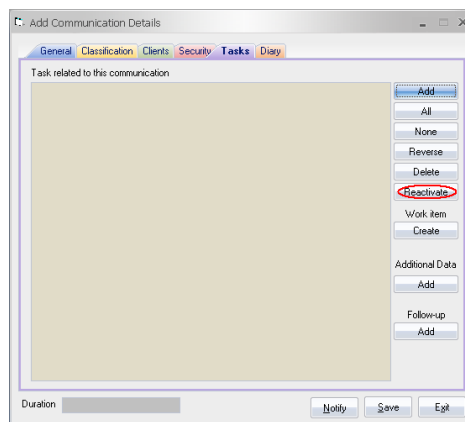 Add Communication Details
General Classification Clients Security Tasks Diary
Task related to this communication
Add
All
None
Reverse
Delete
Reactivate
Work item
Create
Additional Data
Add
Follow-up
Add
Duration
Notify Save Exit